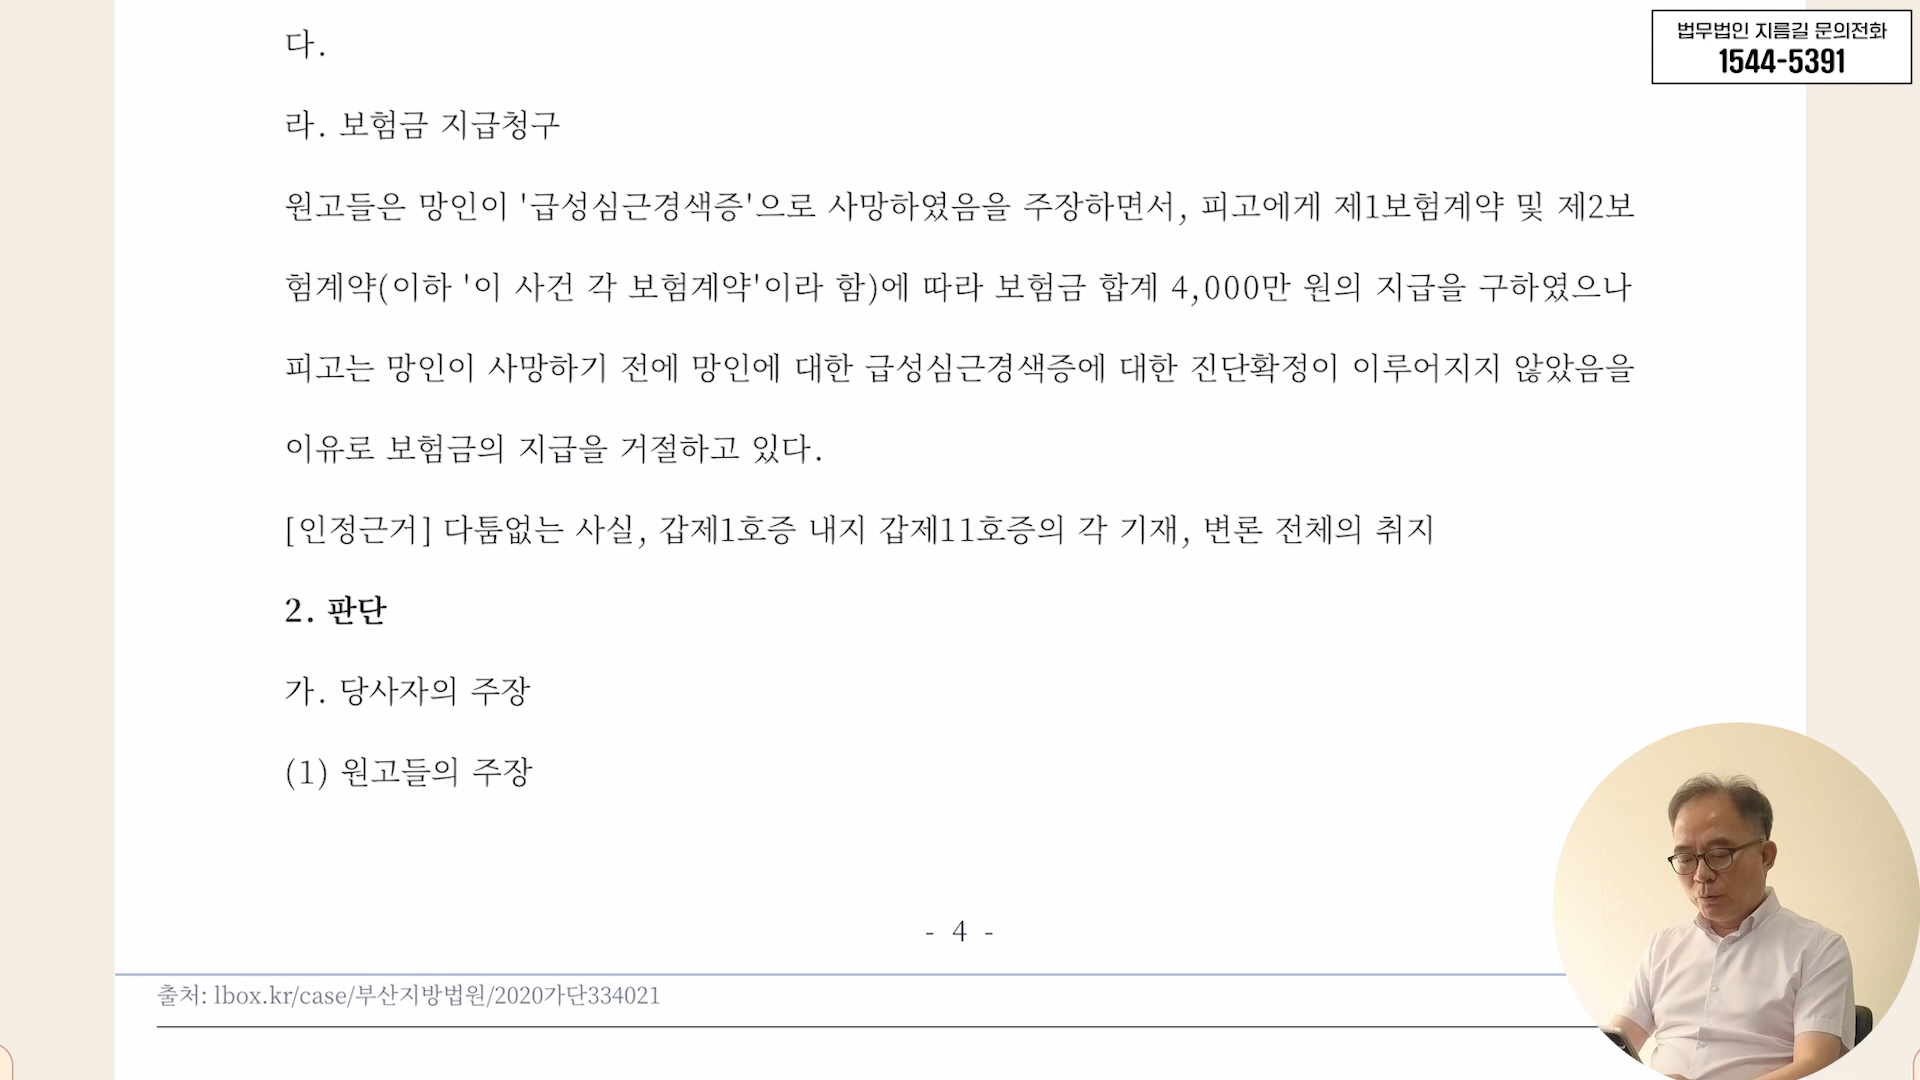 법무법인 지름길 문의전화
1544-5391
다.
라. 보험금 지급청구
원고들은 망인이 '급성심근경색증'으로 사망하였음을 주장하면서, 피고에게 제1보험계약 및 제2보
험계약(이하 '이 사건 각 보험계약'이라 함)에 따라 보험금 합계 4,000만 원의 지급을 구하였으나
피고는 망인이 사망하기 전에 망인에 대한 급성심근경색증에 대한 진단확정이 이루어지지 않았음을
이유로 보험금의 지급을 거절하고 있다.
[인정근거] 다툼없는 사실, 갑제1호증 내지 갑제11호증의 각 기재, 변론 전체의 취지
2. 판단
가. 당사자의 주장
(1) 원고들의 주장
- 4 -
출처: lbox.kr/case/부산지방법원/2020가단334021